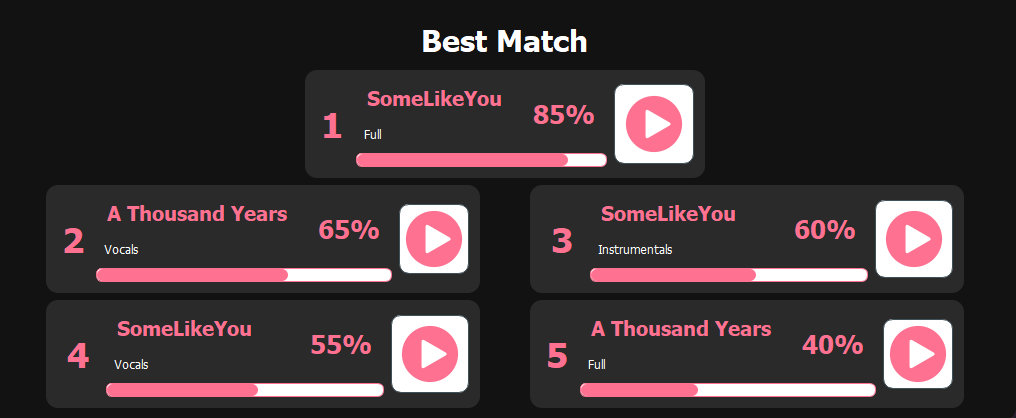 Best Match
1
SomeLikeYou
85%
Full
2
A Thousand Years
65%
Vocals
3
SomeLikeYou
60%
Instrumentals
4
SomeLikeYou
55%
Vocals
5
A Thousand Years
40%
Full